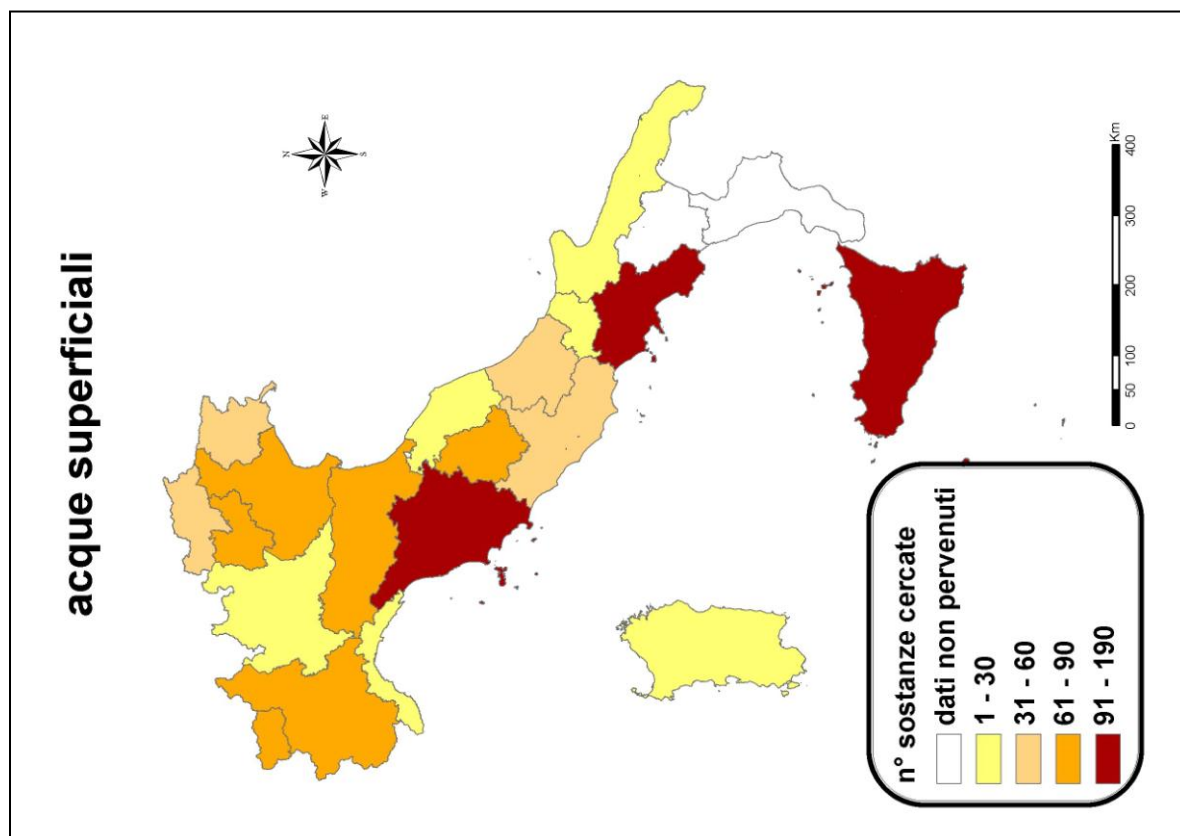 acque superficiali
N
W E
S
n° sostanze cercate
dati non pervenuti
1 - 30
31 - 60
61 - 90
91 - 190
0 50 100 200 300 400
Km